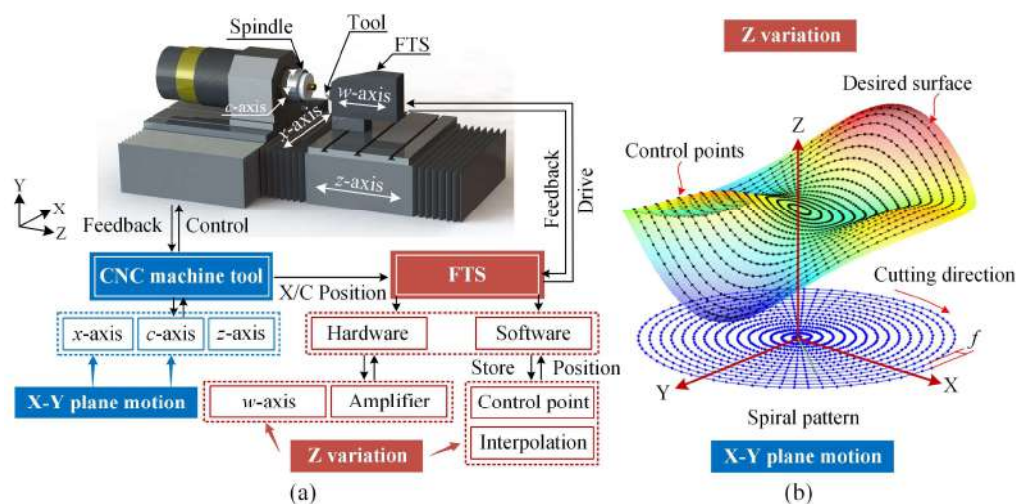 Spindle
Tool
FTS
c-axis
w-axis
x-axis
z-axis
Y
X
Z
Feedback
Control
Feedback
Drive
CNC machine tool
X/C Position
FTS
x-axis
c-axis
z-axis
Hardware
Software
X-Y plane motion
Store
Position
w-axis
Amplifier
Control point
Interpolation
Z variation
(a)
Z variation
Desired surface
Z
Control points
Cutting direction
f
Y
X
Spiral pattern
X-Y plane motion
(b)